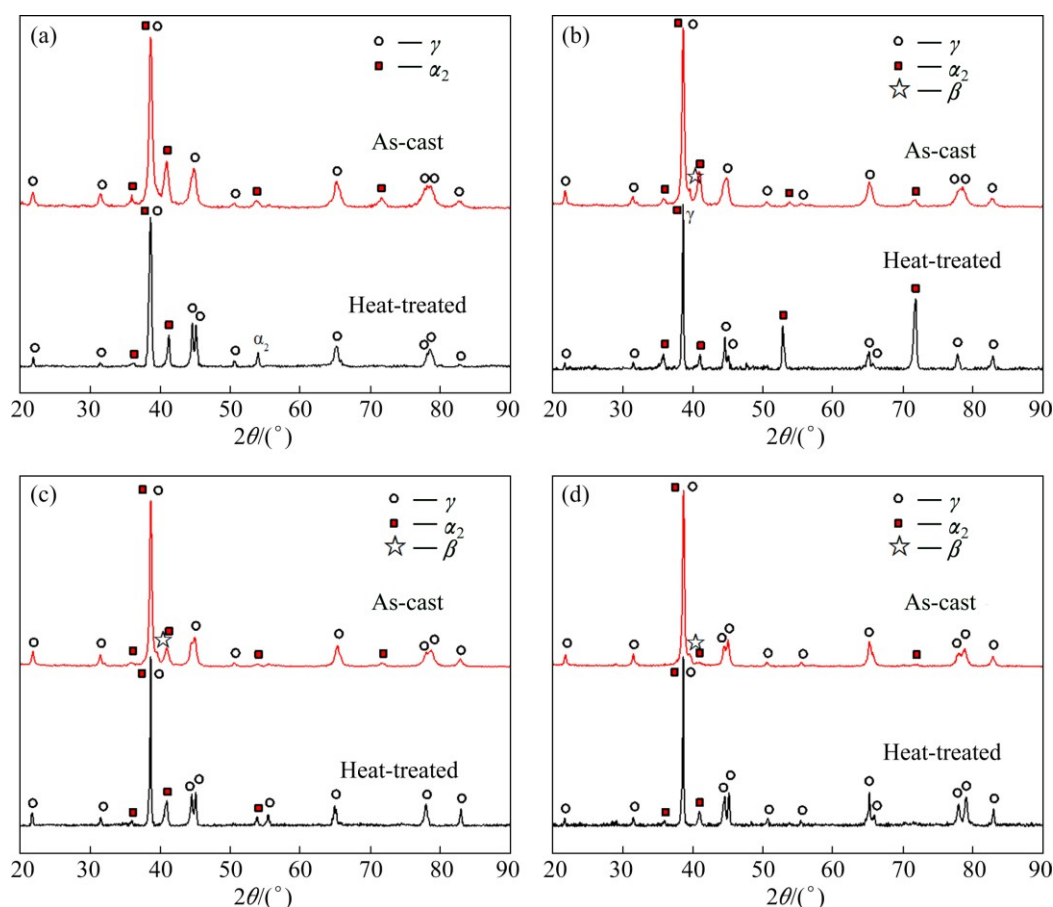 (a)
○ — γ
■ — α₂
As-cast
Heat-treated
α₂
20 30 40 50 60 70 80 90
2θ/(°)
(b)
○ — γ
■ — α₂
☆ — β
As-cast
γ
Heat-treated
20 30 40 50 60 70 80 90
2θ/(°)
(c)
○ — γ
■ — α₂
☆ — β
As-cast
Heat-treated
20 30 40 50 60 70 80 90
2θ/(°)
(d)
○ — γ
■ — α₂
☆ — β
As-cast
Heat-treated
20 30 40 50 60 70 80 90
2θ/(°)